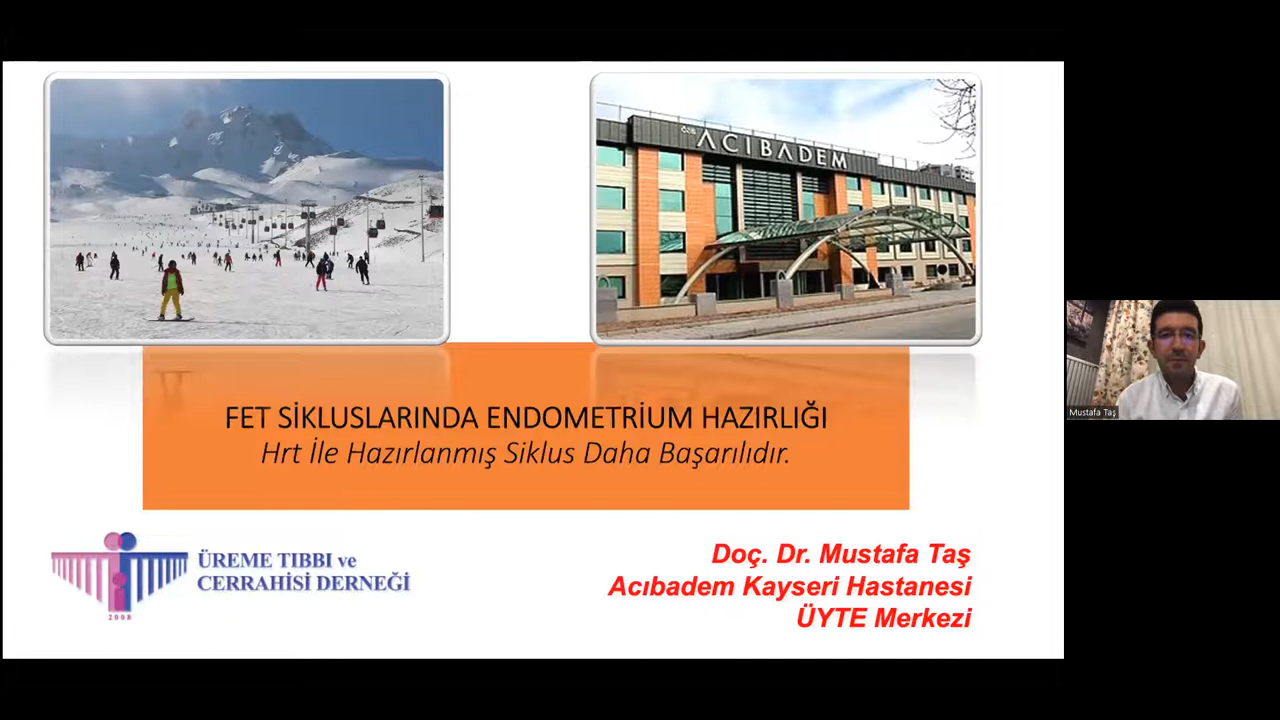 ÖZEL ACIBADEM
FET SİKLUSLARINDA ENDOMETRİUM HAZIRLIĞI
Hrt İle Hazırlanmış Siklus Daha Başarılıdır.
ÜREME TIBBI ve
CERRAHİSİ DERNEĞİ
2008
Doç. Dr. Mustafa Taş
Acıbadem Kayseri Hastanesi
ÜYTE Merkezi
Mustafa Taş